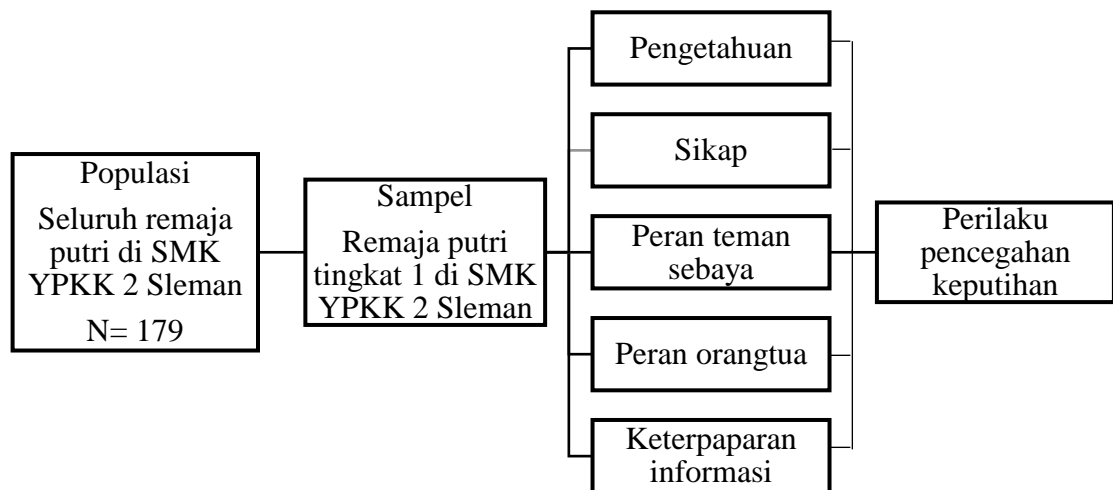 Populasi
Seluruh remaja
putri di SMK
YPKK 2 Sleman
N= 179
Sampel
Remaja putri
tingkat 1 di SMK
YPKK 2 Sleman
Pengetahuan
Sikap
Peran teman
sebaya
Peran orangtua
Keterpaparan
informasi
Perilaku
pencegahan
keputihan